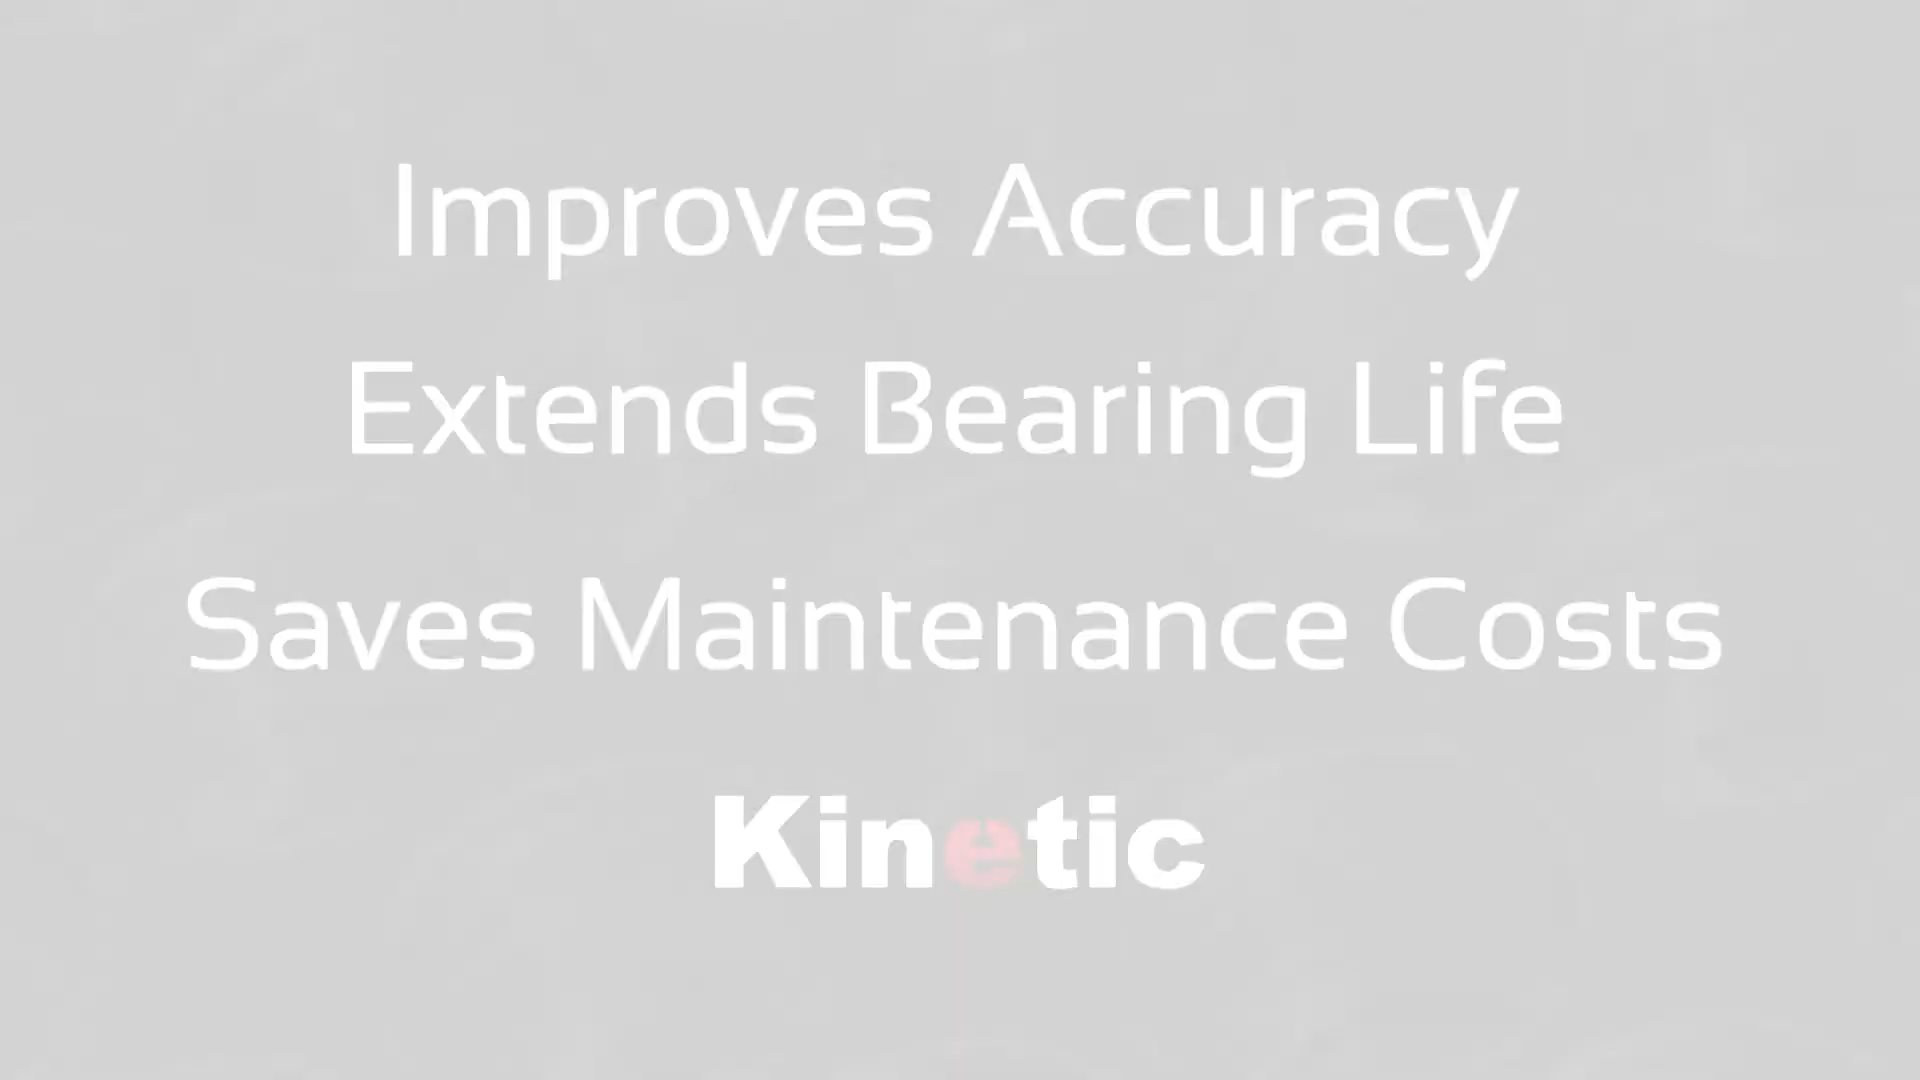 Improves Accuracy
Extends Bearing Life
Saves Maintenance Costs
Kinetic